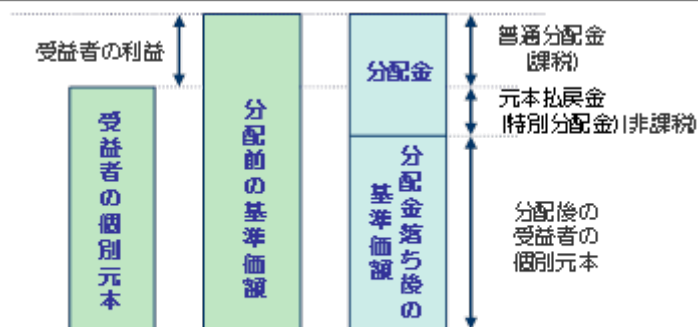 受益者の利益
受益者の個別元本
分配前の基準価額
分配金
分配金落ち後の
基準価額
普通分配金
(課税)
元本払戻金
(特別分配金)(非課税)
分配後の
受益者の
個別元本